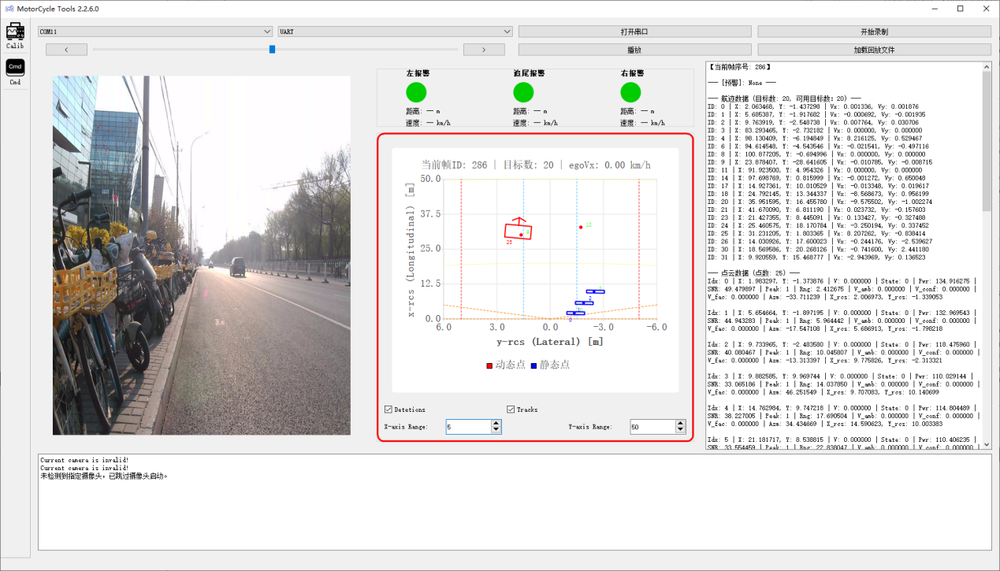 MotorCycle Tools 2.2.6.0
Calib
Cmd
Cmd
COM11
UART
打开串口
开始录制
<
>
播放
加载回放文件
左报警
追尾报警
右报警
距离: — m
距离: — m
距离: — m
速度: — km/h
速度: — km/h
速度: — km/h
当前帧ID: 286 | 目标数: 20 | egoVx: 0.00 km/h
x-rcs (Longitudinal) [m]
50.0
37.5
25.0
12.5
0.0
25
12
2
0
6.0 3.0 0.0 -3.0 -6.0
y-rcs (Lateral) [m]
动态点 静态点
Detetions
Tracks
X-axis Range: 5
Y-axis Range: 50
【当前帧序号: 286】
── [预警]: None ──
── 航迹数据 (目标数: 20, 可用目标数: 20) ──
ID: 0 | X: 2.063468, Y: -1.437298 | Vx: 0.001336, Vy: 0.001876
ID: 1 | X: 5.685387, Y: -1.917682 | Vx: -0.000692, Vy: -0.001935
ID: 2 | X: 9.763919, Y: -2.548738 | Vx: 0.007764, Vy: 0.030706
ID: 3 | X: 83.293465, Y: -2.732182 | Vx: 0.000000, Vy: 0.000000
ID: 4 | X: 98.130409, Y: -6.194849 | Vx: 8.216125, Vy: 0.529467
ID: 6 | X: 94.614548, Y: -4.543546 | Vx: -0.021541, Vy: -0.497116
ID: 8 | X: 100.877205, Y: -0.694996 | Vx: 0.000000, Vy: 0.000000
ID: 9 | X: 23.878407, Y: -28.641605 | Vx: -0.010785, Vy: -0.008715
ID: 11 | X: 91.923500, Y: 4.954326 | Vx: 0.000000, Vy: 0.000000
ID: 14 | X: 97.698769, Y: 0.815999 | Vx: -0.001272, Vy: 0.650048
ID: 17 | X: 14.927361, Y: 10.010529 | Vx: -0.013348, Vy: 0.019617
ID: 18 | X: 24.792145, Y: 13.344337 | Vx: -8.568673, Vy: 0.956199
ID: 20 | X: 35.951595, Y: 16.455780 | Vx: -9.575502, Vy: -1.002274
ID: 21 | X: 41.670090, Y: 6.811190 | Vx: 0.023732, Vy: -0.157603
ID: 23 | X: 21.427355, Y: 8.445091 | Vx: 0.133427, Vy: -0.327488
ID: 24 | X: 25.460575, Y: 18.170784 | Vx: -3.250194, Vy: 0.337452
ID: 25 | X: 31.231205, Y: 1.803365 | Vx: 8.207262, Vy: -0.838414
ID: 26 | X: 14.030926, Y: 17.600023 | Vx: -0.244176, Vy: -2.539627
ID: 30 | X: 18.569586, Y: 20.268126 | Vx: -0.741600, Vy: 2.441180
ID: 31 | X: 9.920559, Y: 15.468777 | Vx: -2.943969, Vy: 0.136523
── 点云数据 (点数: 25) ──
Idx: 0 | X: 1.983297, Y: -1.373876 | V: 0.000000 | State: 0 | Pwr: 134.916275 |
SNR: 49.479897 | Peak: 1 | Rng: 2.412675 | V_amb: 0.000000 | V_conf: 0.000000 |
V_fac: 0.000000 | Azm: -33.711239 | X_rcs: 2.006973, Y_rcs: -1.339053
Idx: 1 | X: 5.654664, Y: -1.897195 | V: 0.000000 | State: 0 | Pwr: 132.969543 |
SNR: 44.943283 | Peak: 1 | Rng: 5.964442 | V_amb: 0.000000 | V_conf: 0.000000 |
V_fac: 0.000000 | Azm: -17.547108 | X_rcs: 5.686913, Y_rcs: -1.798218
Idx: 2 | X: 9.733965, Y: -2.483580 | V: 0.000000 | State: 0 | Pwr: 118.475960 |
SNR: 40.080467 | Peak: 1 | Rng: 10.045807 | V_amb: 0.000000 | V_conf: 0.000000 |
V_fac: 0.000000 | Azm: -13.313397 | X_rcs: 9.775826, Y_rcs: -2.313321
Idx: 3 | X: 9.882585, Y: 9.969744 | V: 0.000000 | State: 0 | Pwr: 110.029144 |
SNR: 33.065186 | Peak: 1 | Rng: 14.037850 | V_amb: 0.000000 | V_conf: 0.000000 |
V_fac: 0.000000 | Azm: 46.251549 | X_rcs: 9.707083, Y_rcs: 10.140699
Idx: 4 | X: 14.762984, Y: 9.747218 | V: 0.000000 | State: 0 | Pwr: 114.804489 |
SNR: 38.227005 | Peak: 1 | Rng: 17.690504 | V_amb: 0.000000 | V_conf: 0.000000 |
V_fac: 0.000000 | Azm: 34.434669 | X_rcs: 14.590623, Y_rcs: 10.003383
Idx: 5 | X: 21.181717, Y: 8.538815 | V: 0.000000 | State: 0 | Pwr: 110.406235 |
SNR: 33.554459 | Peak: 1 | Rng: 22.838047 | V_amb: 0.000000 | V_conf: 0.000000 |
Current camera is invalid!
Current camera is invalid!
未检测到指定摄像头，已跳过摄像头启动。